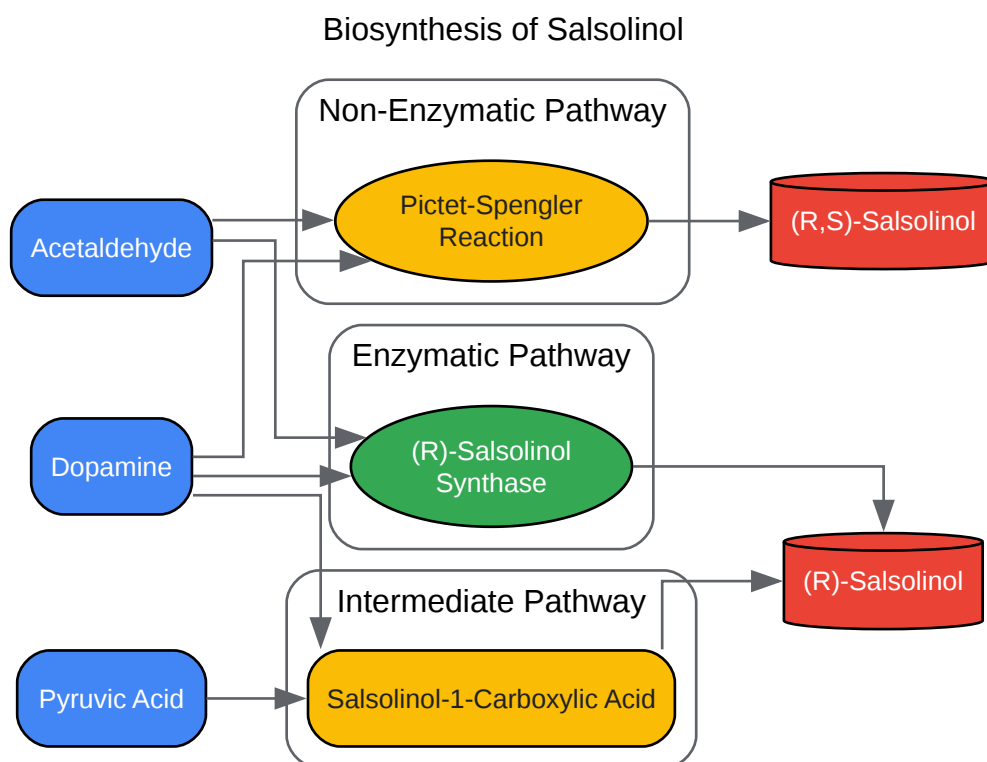 Biosynthesis of Salsolinol
Non-Enzymatic Pathway
Acetaldehyde
Pictet-Spengler
Reaction
(R,S)-Salsolinol
Enzymatic Pathway
Dopamine
(R)-Salsolinol
Synthase
(R)-Salsolinol
Intermediate Pathway
Pyruvic Acid
Salsolinol-1-Carboxylic Acid